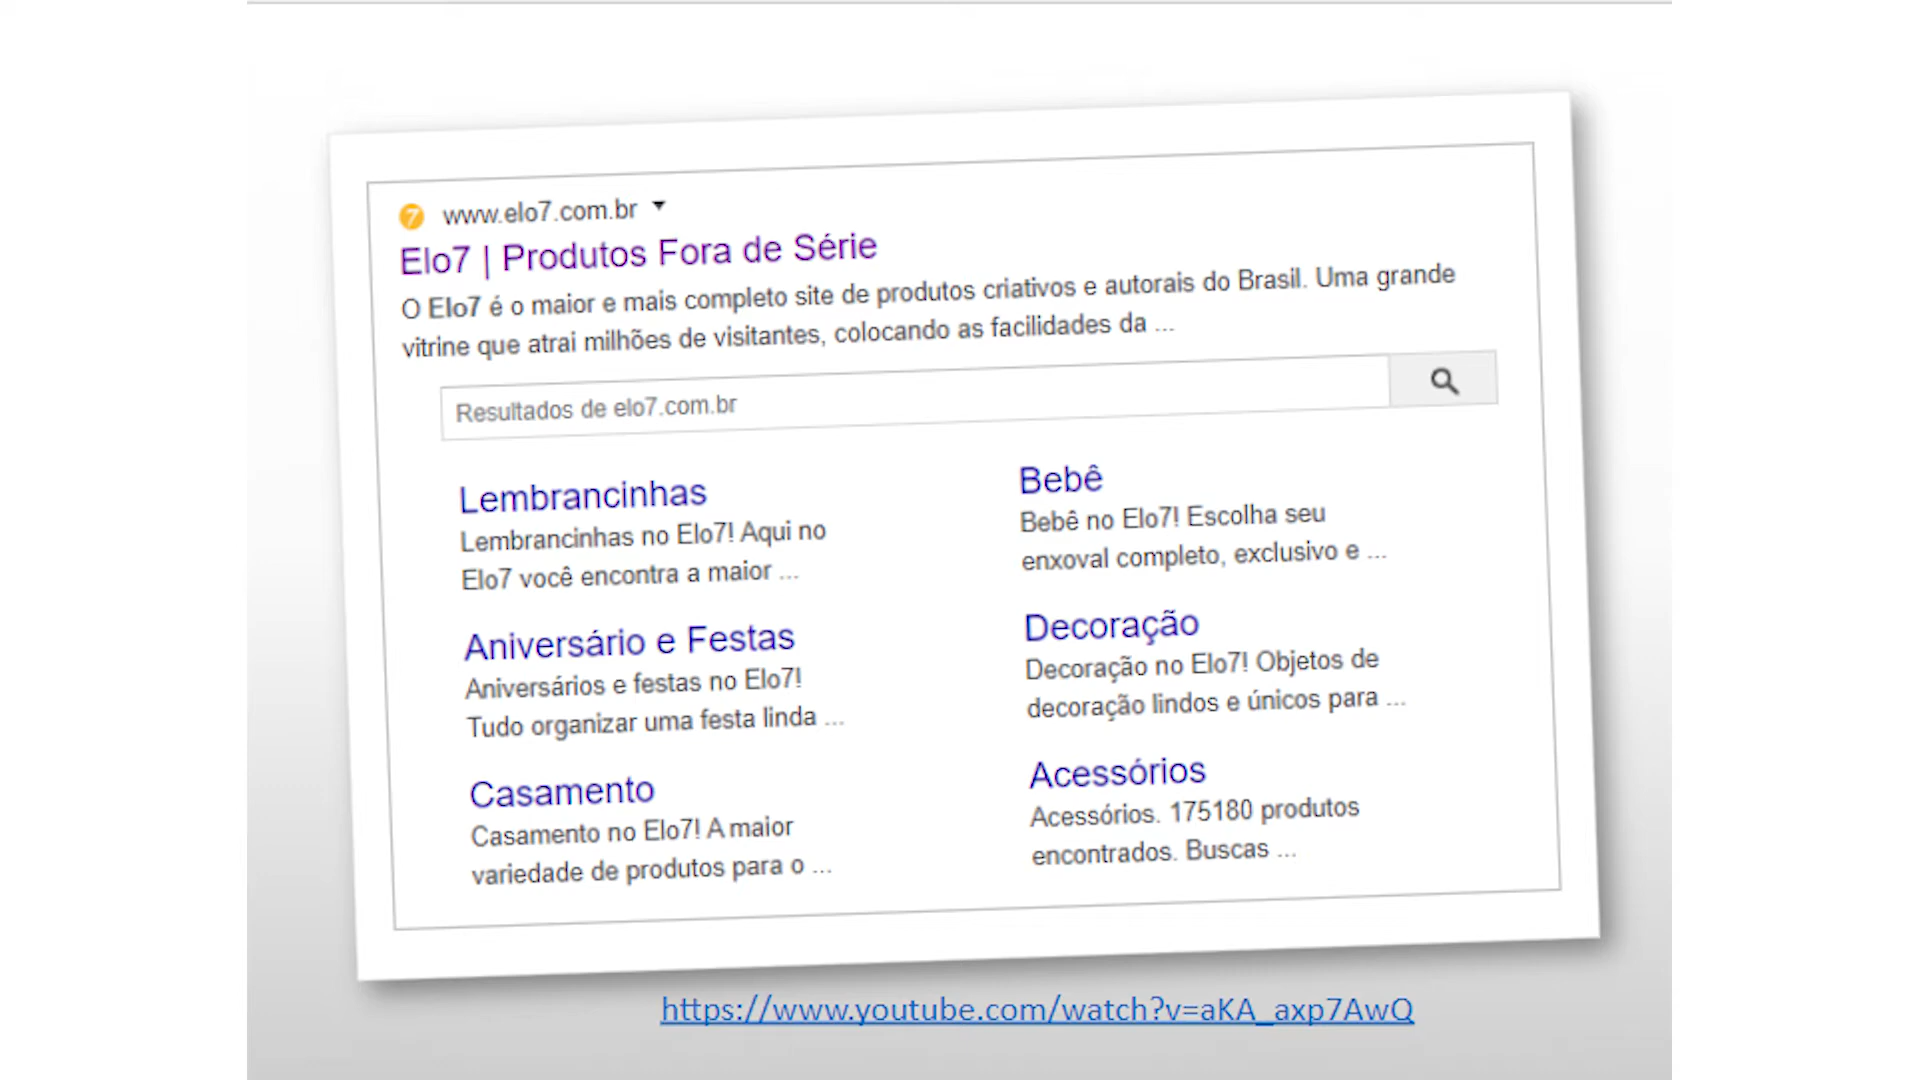 www.elo7.com.br
Elo7 | Produtos Fora de Série
O Elo7 é o maior e mais completo site de produtos criativos e autorais do Brasil. Uma grande
vitrine que atrai milhões de visitantes, colocando as facilidades da ...
Resultados de elo7.com.br
Lembrancinhas
Lembrancinhas no Elo7! Aqui no
Elo7 você encontra a maior ...
Bebê
Bebê no Elo7! Escolha seu
enxoval completo, exclusivo e ...
Aniversário e Festas
Aniversários e festas no Elo7!
Tudo organizar uma festa linda ...
Decoração
Decoração no Elo7! Objetos de
decoração lindos e únicos para ...
Casamento
Casamento no Elo7! A maior
variedade de produtos para o ...
Acessórios
Acessórios. 175180 produtos
encontrados. Buscas ...
https://www.youtube.com/watch?v=aKA_axp7AwQ